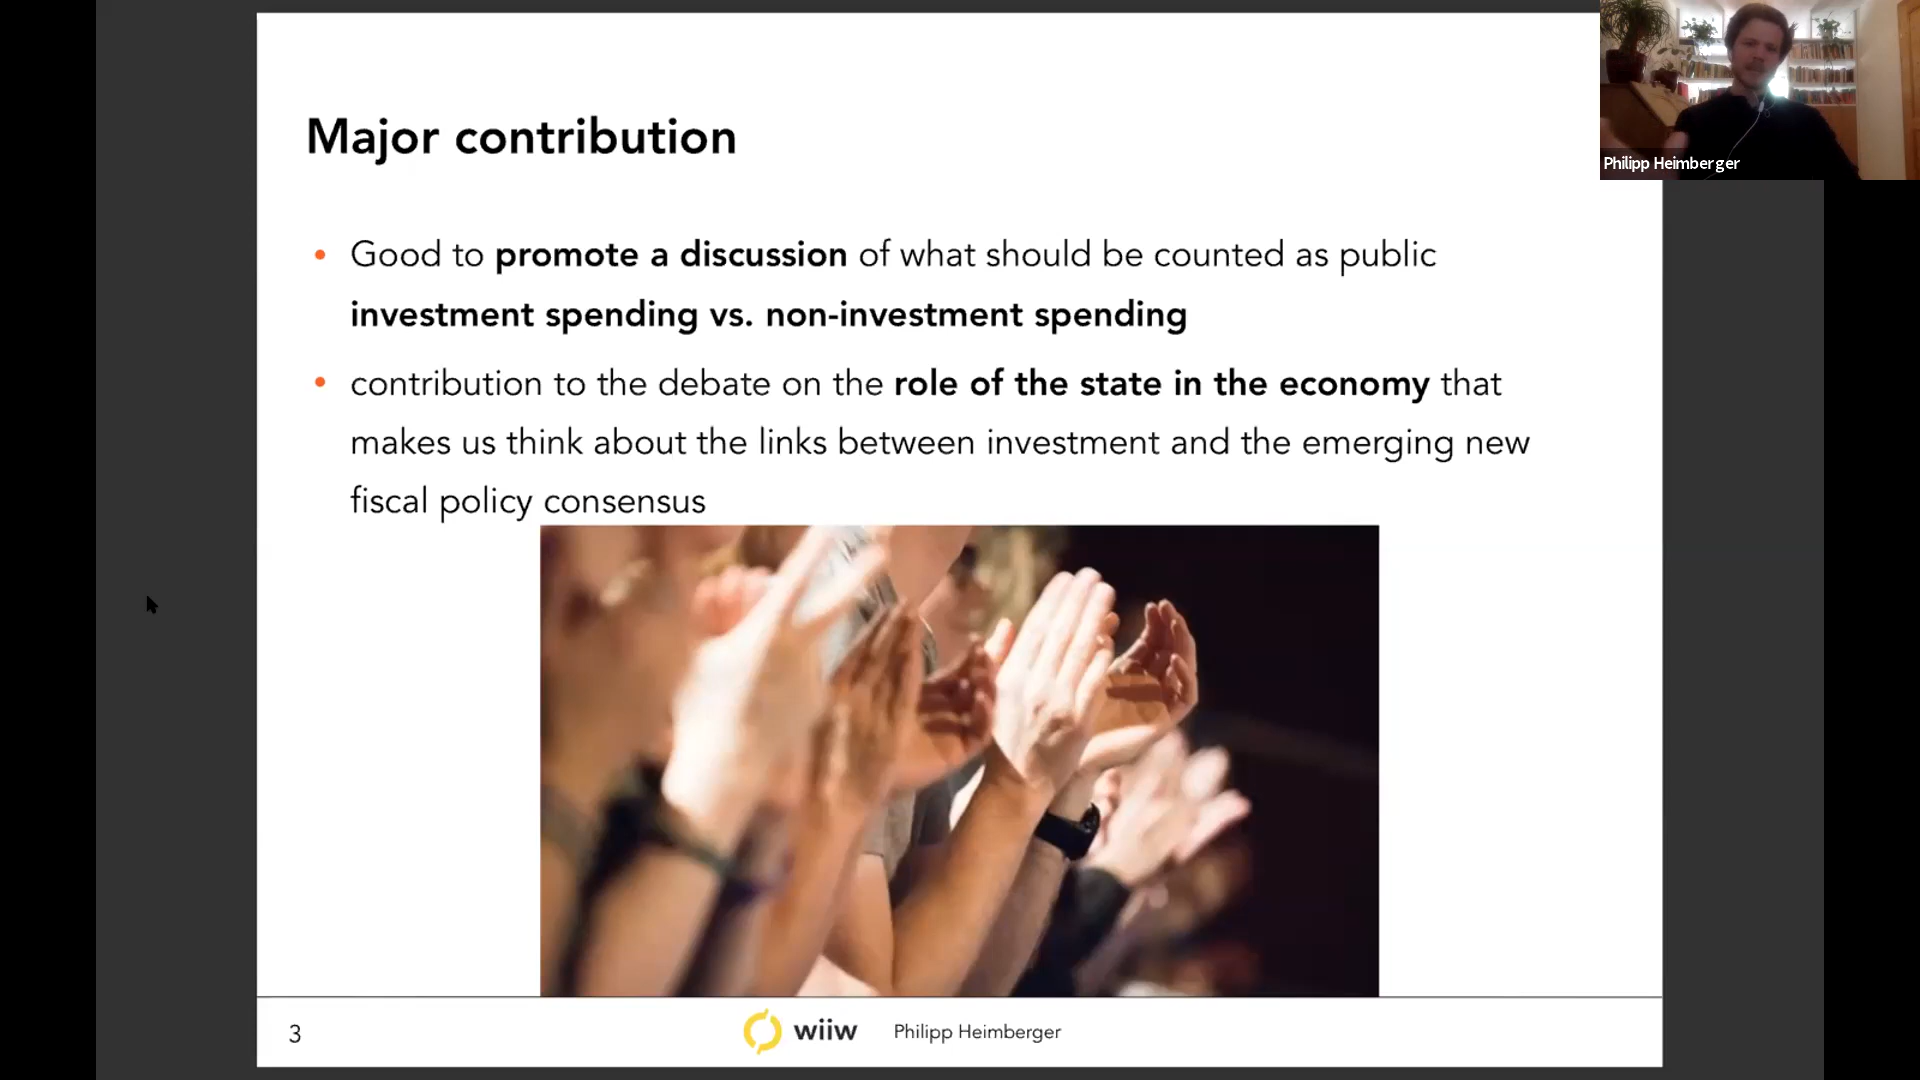 Major contribution
Philipp Heimberger
• Good to promote a discussion of what should be counted as public
investment spending vs. non-investment spending
• contribution to the debate on the role of the state in the economy that
makes us think about the links between investment and the emerging new
fiscal policy consensus
3
wiiw
Philipp Heimberger